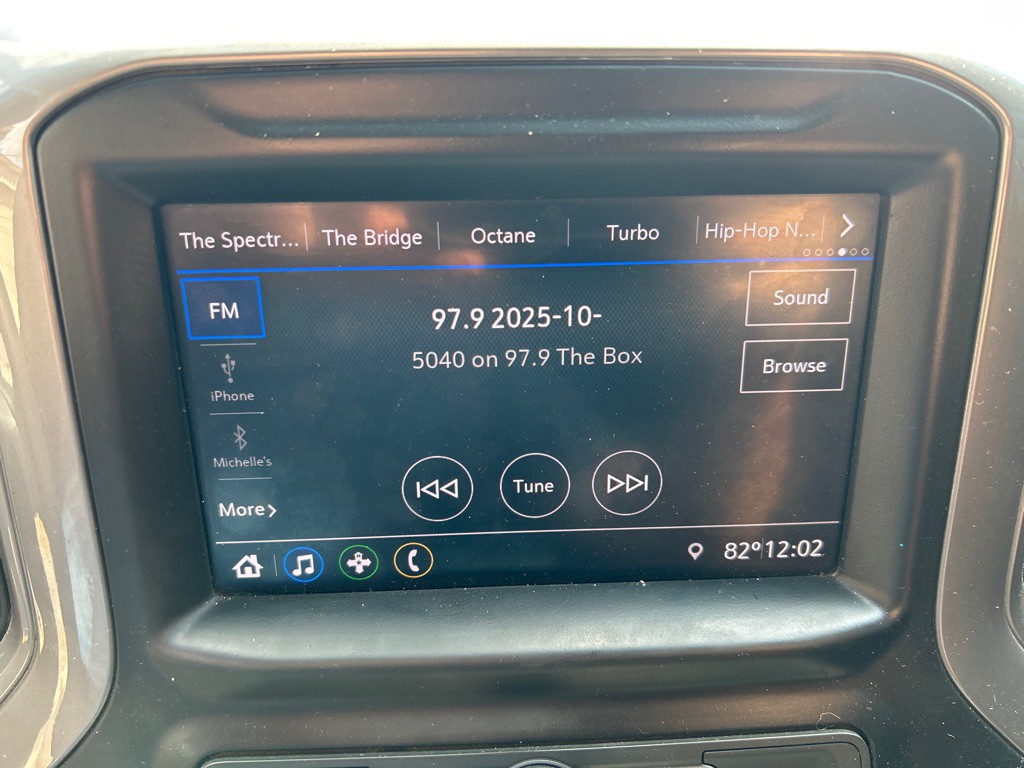 The Spectr... The Bridge Octane Turbo Hip-Hop N...
FM
97.9 2025-10-
Sound
5040 on 97.9 The Box
Browse
iPhone
Michelle's
More
Tune
82° 12:02